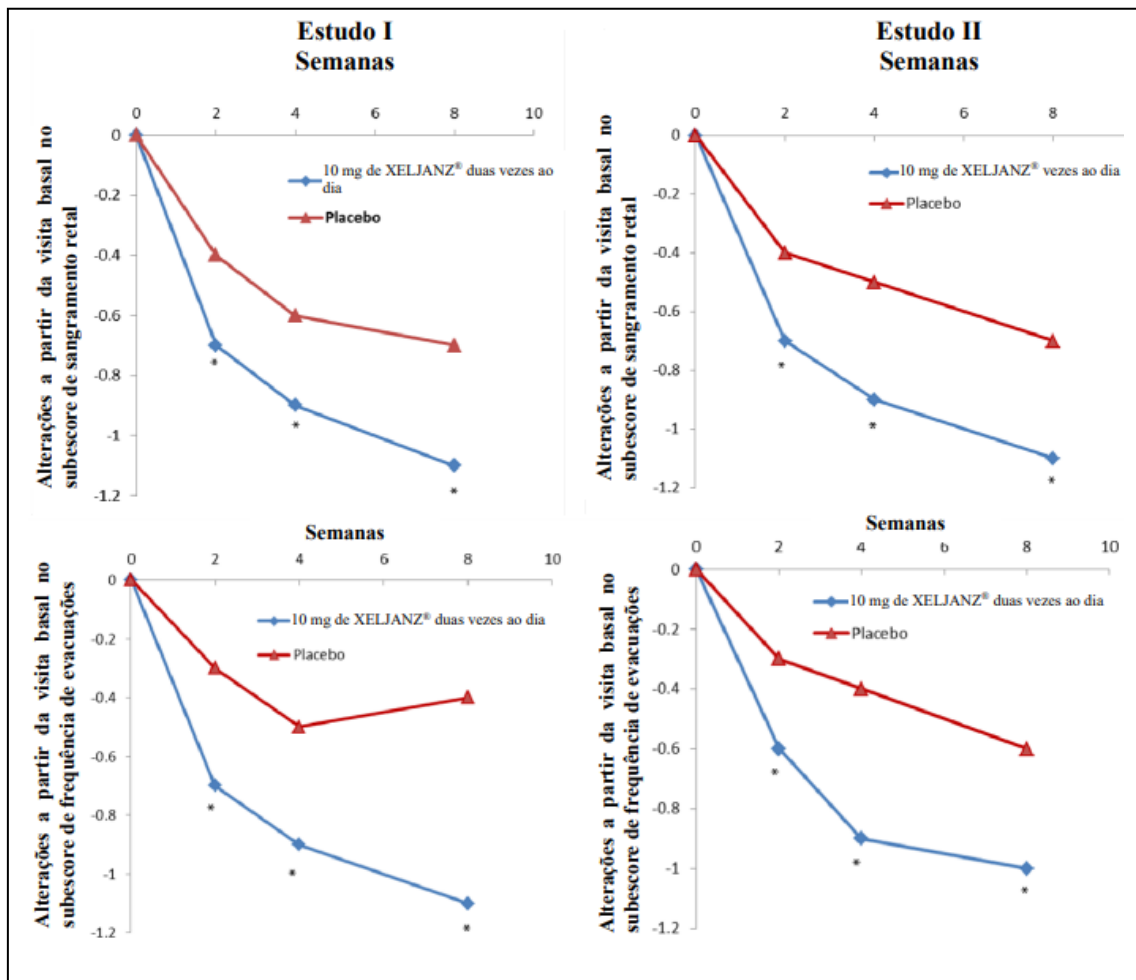 Estudo I
Semanas
0 2 4 6 8 10
0
-0.2
-0.4
-0.6
-0.8
-1
-1.2
Alterações a partir da visita basal no
subescore de sangramento retal
10 mg de XELJANZ® duas vezes ao
dia
Placebo
*
*
*
Estudo II
Semanas
0 2 4 6 8
0
-0.2
-0.4
-0.6
-0.8
-1
-1.2
Alterações a partir da visita basal no
subescore de sangramento retal
10 mg de XELJANZ® vezes ao dia
Placebo
*
*
*
Semanas
0 2 4 6 8 10
0
-0.2
-0.4
-0.6
-0.8
-1
-1.2
Alterações a partir da visita basal no
subescore de frequência de evacuações
10 mg de XELJANZ® duas vezes ao dia
Placebo
*
*
*
Semanas
0 2 4 6 8 10
0
-0.2
-0.4
-0.6
-0.8
-1
-1.2
Alterações a partir da visita basal no
subescore de frequência de evacuações
10 mg de XELJANZ® duas vezes ao dia
Placebo
*
*
*